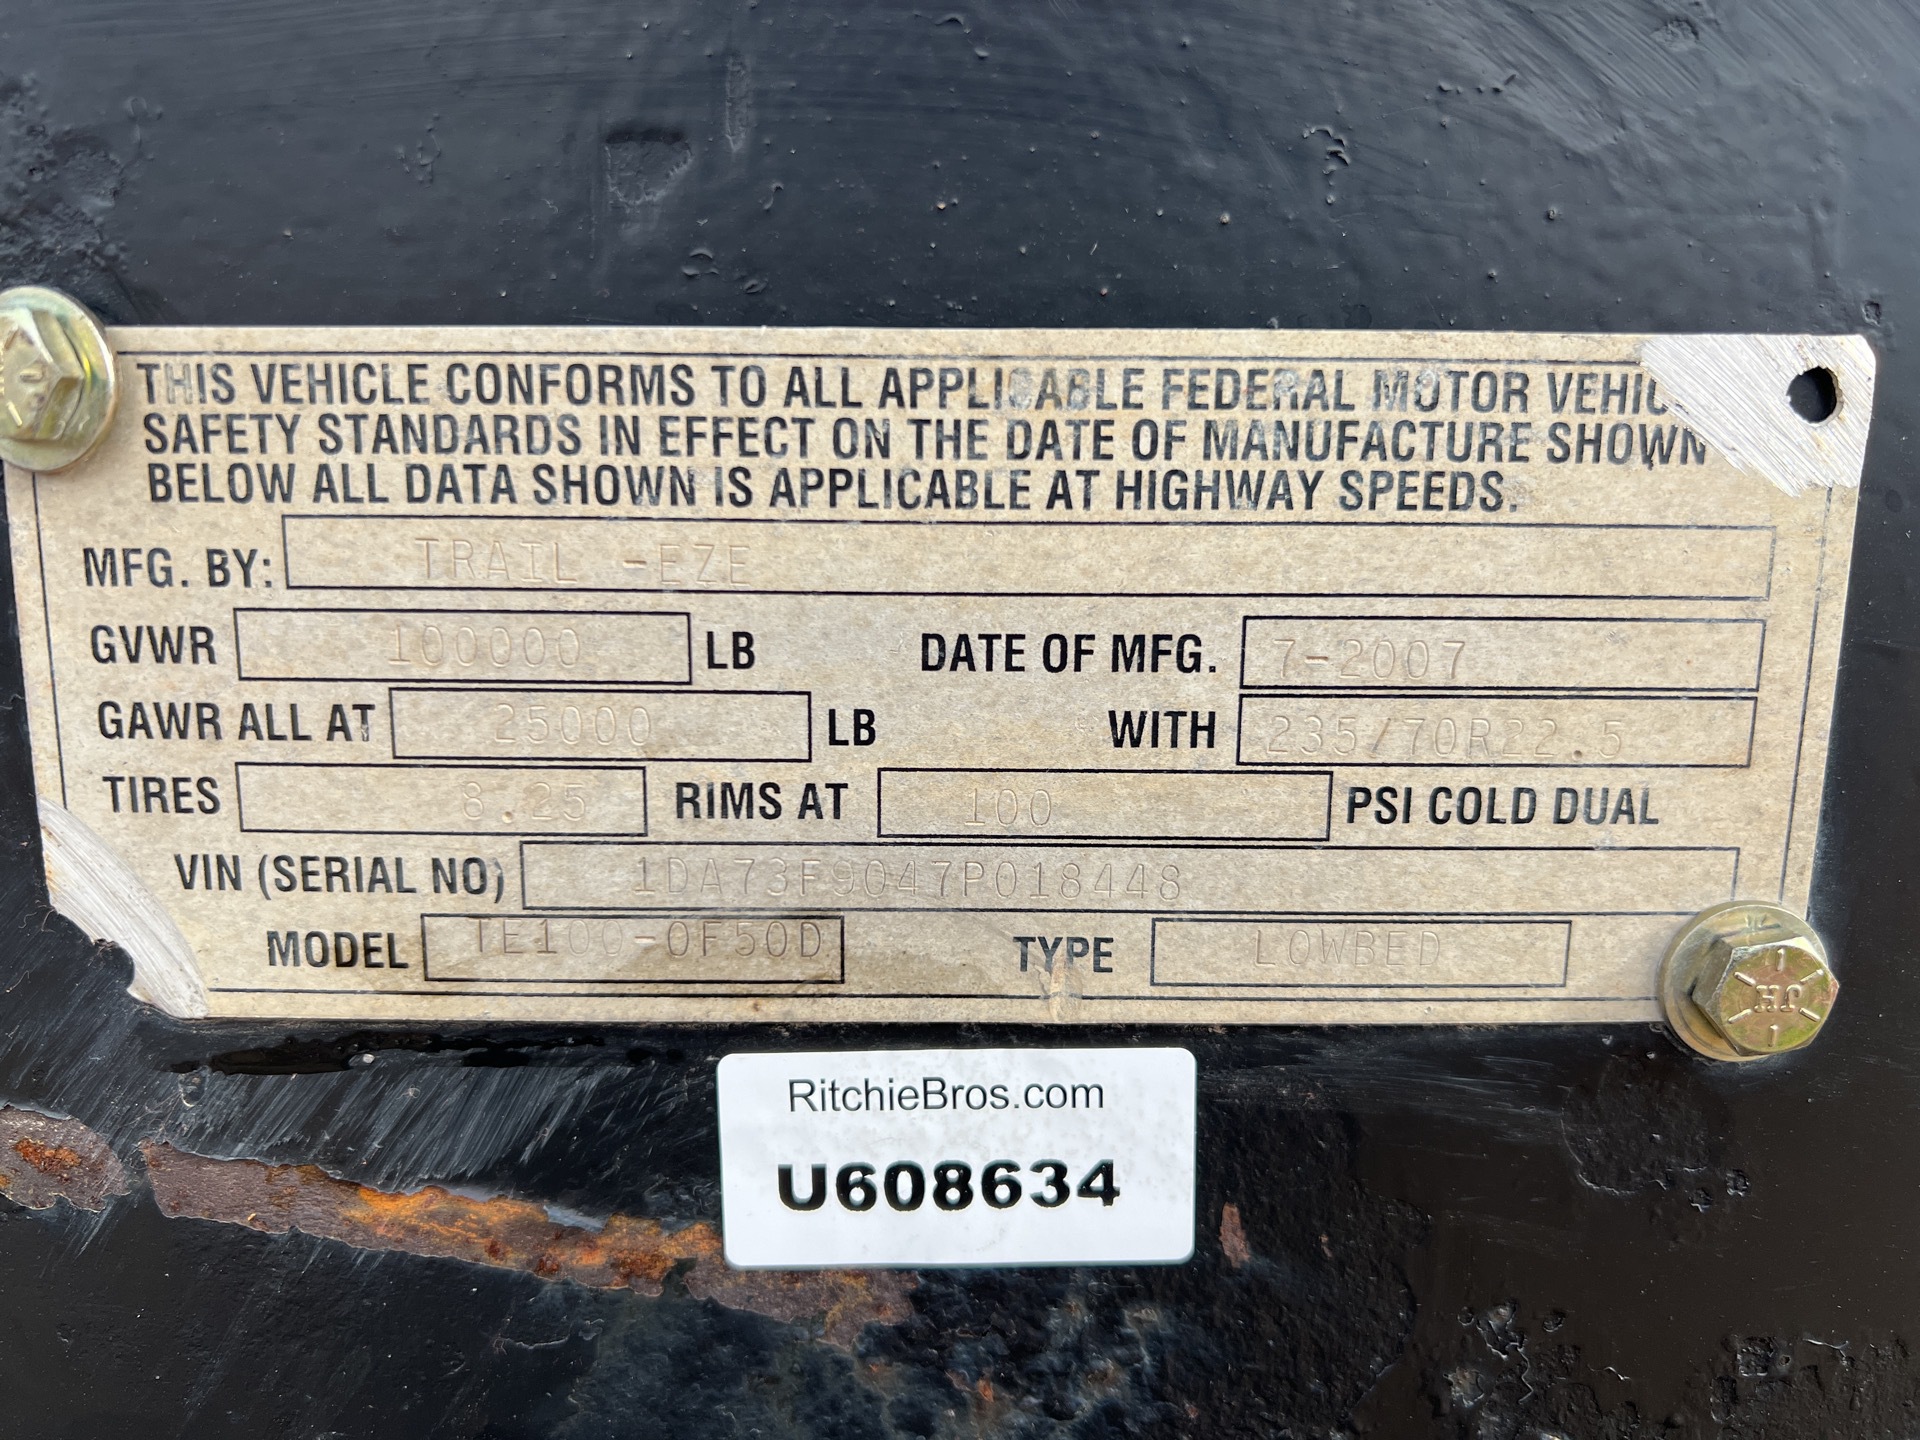 THIS VEHICLE CONFORMS TO ALL APPLICABLE FEDERAL MOTOR VEHIC
SAFETY STANDARDS IN EFFECT ON THE DATE OF MANUFACTURE SHOWN
BELOW ALL DATA SHOWN IS APPLICABLE AT HIGHWAY SPEEDS.
MFG. BY: TRAIL -EZE
GVWR 100000 LB DATE OF MFG. 7-2007
GAWR ALL AT 25000 LB WITH 235/70R22.5
TIRES 8.25 RIMS AT 100 PSI COLD DUAL
VIN (SERIAL NO) 1DA73F9047P018448
MODEL TE100-0F50D TYPE LOWBED
JH
RitchieBros.com
U608634